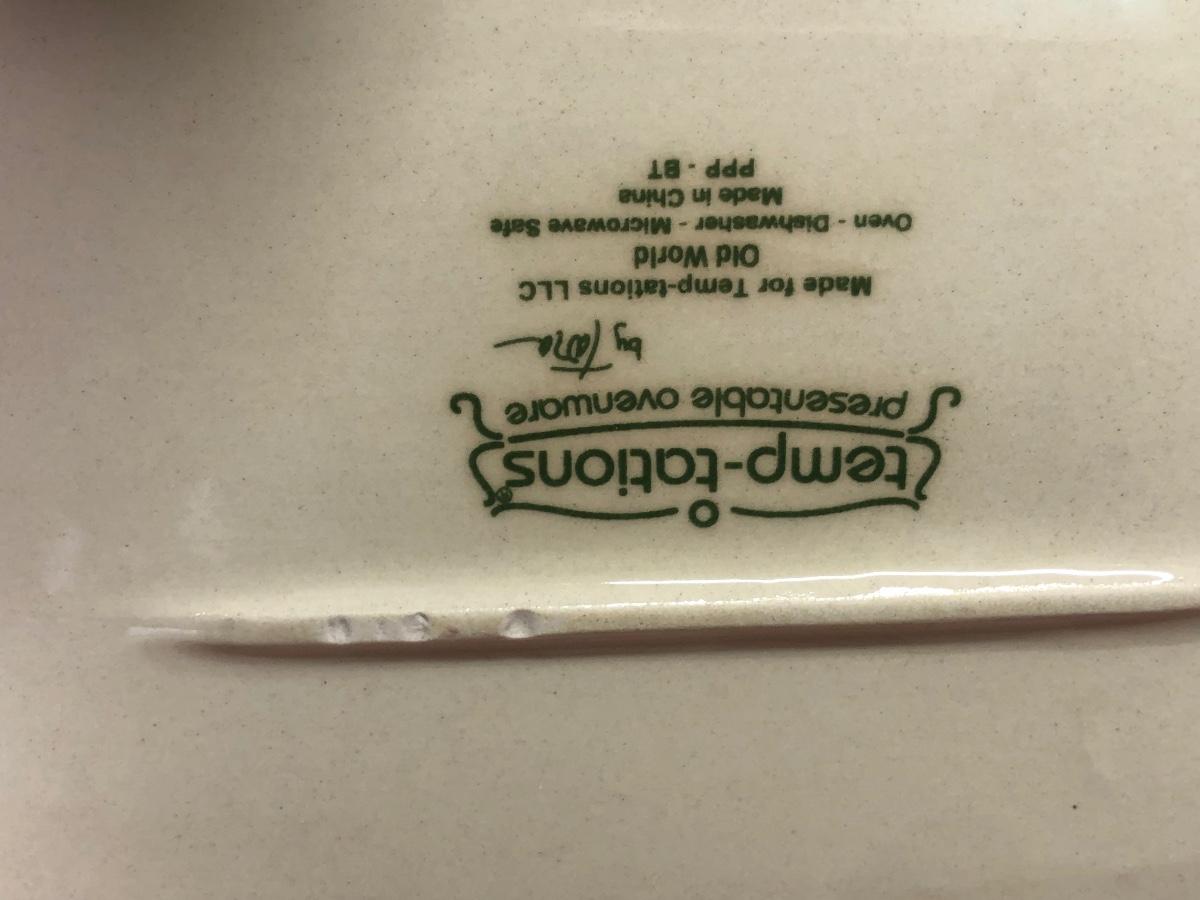 temp-tations®
presentable ovenware
by Tara
Made for Temp-tations LLC
Old World
Oven - Dishwasher - Microwave Safe
Made in China
PPP - BT